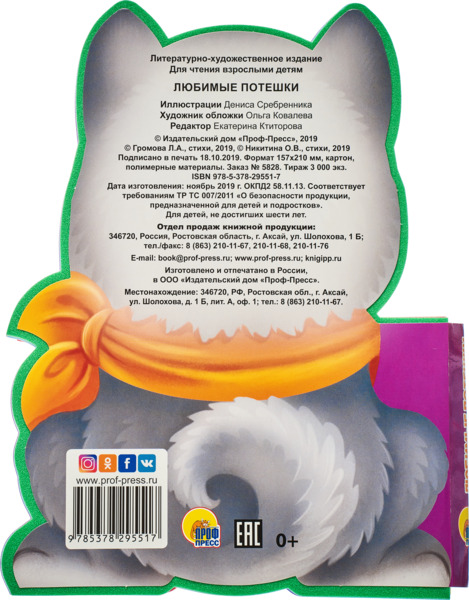 Литературно-художественное издание
Для чтения взрослыми детям
ЛЮБИМЫЕ ПОТЕШКИ
Иллюстрации Дениса Сребренника
Художник обложки Ольга Ковалева
Редактор Екатерина Ктиторова
© Издательский дом «Проф-Пресс», 2019
© Громова Л.А., стихи, 2019, © Никитина О.В., стихи, 2019
Подписано в печать 18.10.2019. Формат 157х210 мм, картон,
полимерные материалы. Заказ № 5828. Тираж 3 000 экз.
ISBN 978-5-378-29551-7
Дата изготовления: ноябрь 2019 г. ОКПД2 58.11.13. Соответствует
требованиям ТР ТС 007/2011 «О безопасности продукции,
предназначенной для детей и подростков».
Для детей, не достигших шести лет.
Отдел продаж книжной продукции:
346720, Россия, Ростовская область, г. Аксай, ул. Шолохова, 1 Б;
тел./факс: 8 (863) 210-11-67, 210-11-68, 210-11-76
E-mail: book@prof-press.ru; www.prof-press.ru; knigipp.ru
Изготовлено и отпечатано в России,
в ООО «Издательский дом «Проф-Пресс».
Местонахождение: 346720, РФ, Ростовская обл., г. Аксай,
ул. Шолохова, д. 1 Б, лит. А, оф. 1; тел.: 8 (863) 210-11-67.
www.prof-press.ru
9 785378 295517
ПРОФ
ПРЕСС
EAC
0+